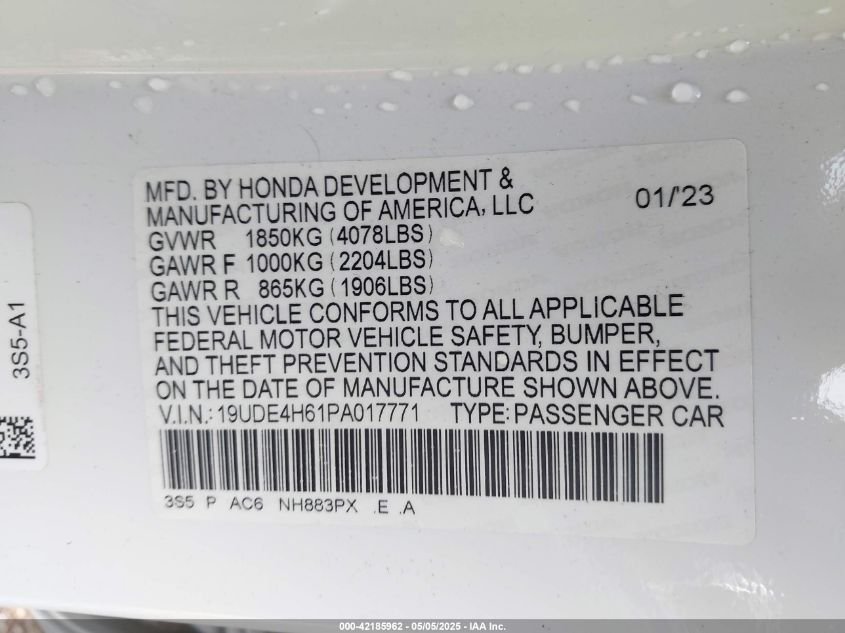 MFD. BY HONDA DEVELOPMENT &
MANUFACTURING OF AMERICA, LLC 01/'23
GVWR 1850KG (4078LBS)
GAWR F 1000KG (2204LBS)
GAWR R 865KG (1906LBS)
THIS VEHICLE CONFORMS TO ALL APPLICABLE
FEDERAL MOTOR VEHICLE SAFETY, BUMPER,
AND THEFT PREVENTION STANDARDS IN EFFECT
ON THE DATE OF MANUFACTURE SHOWN ABOVE.
V.I.N.: 19UDE4H61PA017771 TYPE: PASSENGER CAR
3S5 P AC6 NH883PX .E .A
3S5-A1
000-42185962 - 05/05/2025 - IAA Inc.